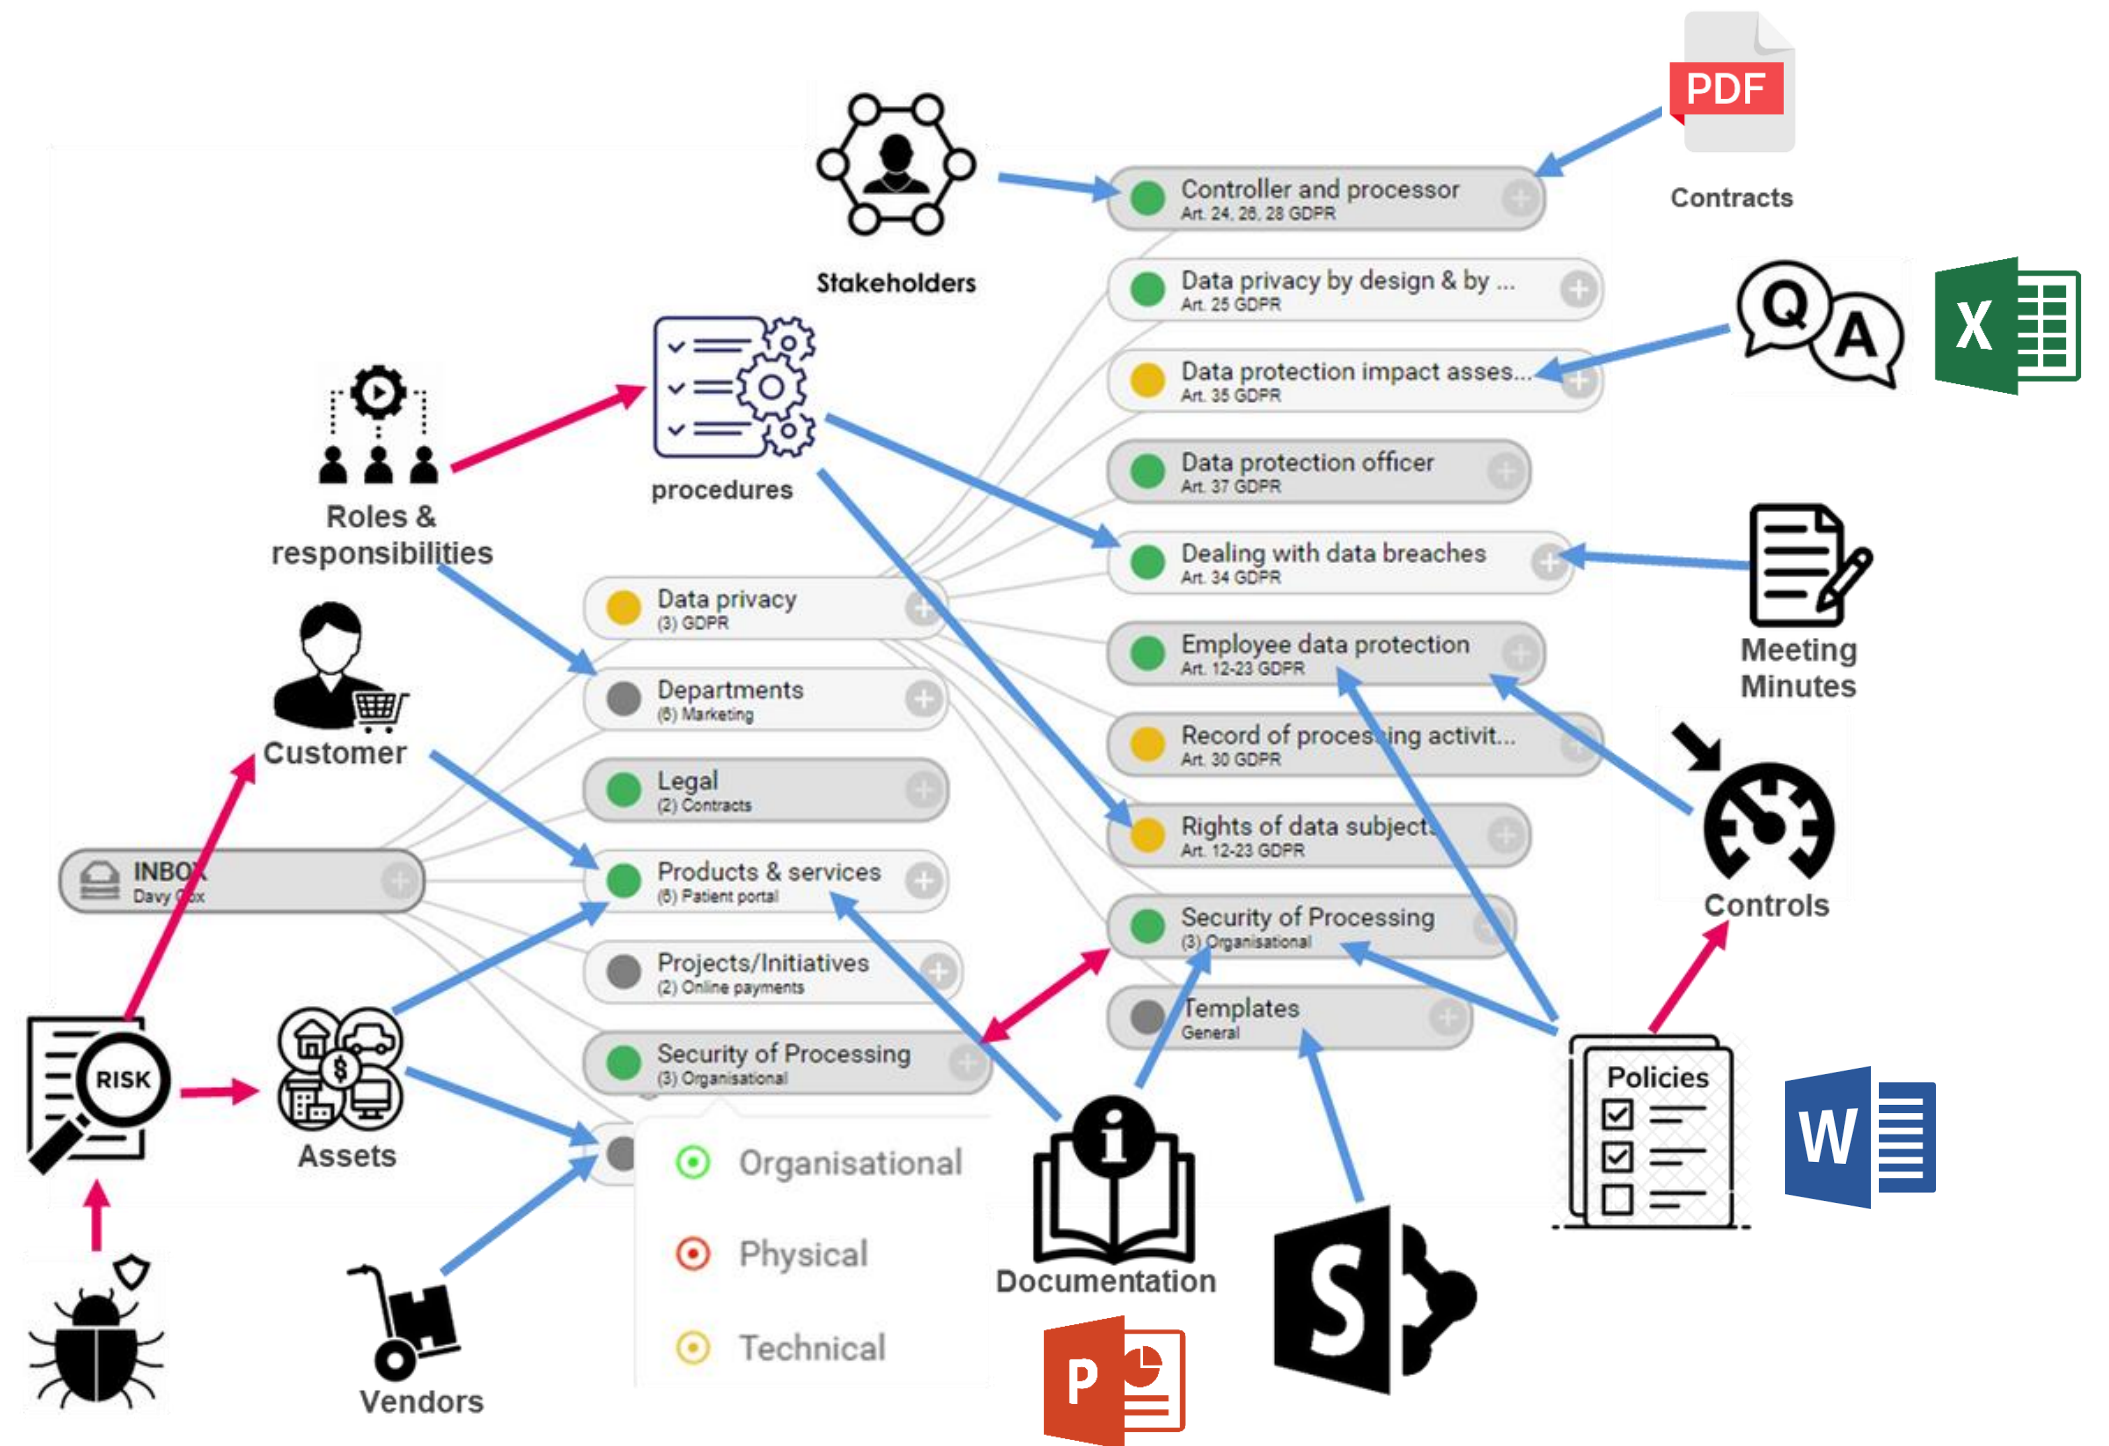 PDF
Contracts
Stakeholders
Controller and processor
Art. 24, 26, 28 GDPR
Data privacy by design & by ...
Art. 25 GDPR
Q
A
X
Data protection impact asses...
Art. 35 GDPR
procedures
Data protection officer
Art. 37 GDPR
Roles &
responsibilities
Dealing with data breaches
Art. 34 GDPR
Meeting
Minutes
Data privacy
(3) GDPR
Employee data protection
Art. 12-23 GDPR
Departments
(6) Marketing
Customer
Record of processing activit...
Art. 30 GDPR
Legal
(2) Contracts
Rights of data subjects
Art. 12-23 GDPR
INBOX
Davy Cox
Products & services
(6) Patient portal
Controls
Security of Processing
(3) Organisational
Projects/Initiatives
(2) Online payments
Templates
General
Security of Processing
(3) Organisational
RISK
$
Assets
Policies
W
i
Organisational
Physical
Technical
Documentation
S
Vendors
P